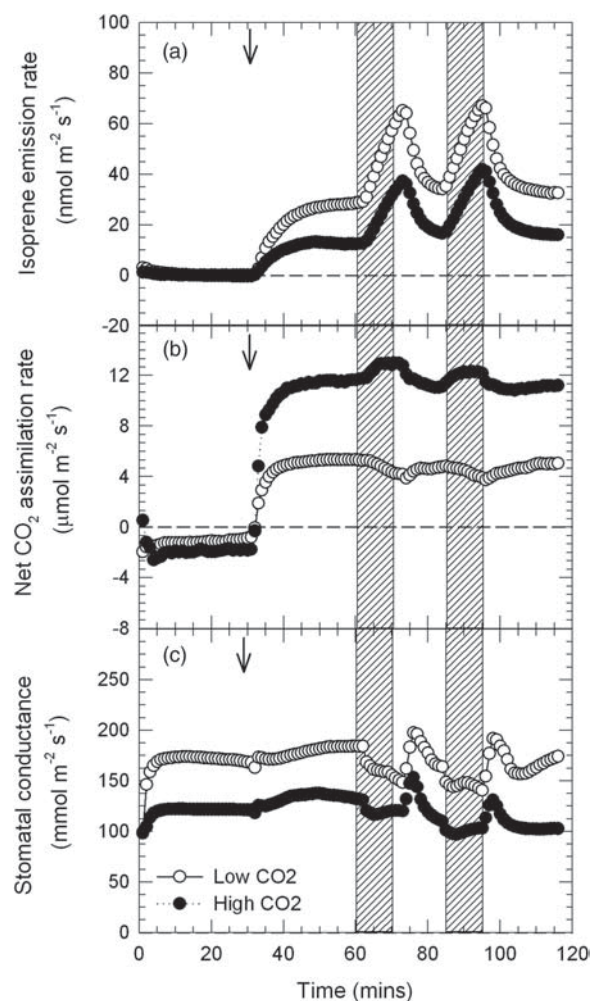 Isoprene emission rate
(nmol m⁻² s⁻¹)
(a)
100
80
60
40
20
0
-20
Net CO₂ assimilation rate
(μmol m⁻² s⁻¹)
(b)
12
8
4
0
-4
-8
Stomatal conductance
(mmol m⁻² s⁻¹)
(c)
250
200
150
100
50
0
Low CO2
High CO2
0 20 40 60 80 100 120
Time (mins)